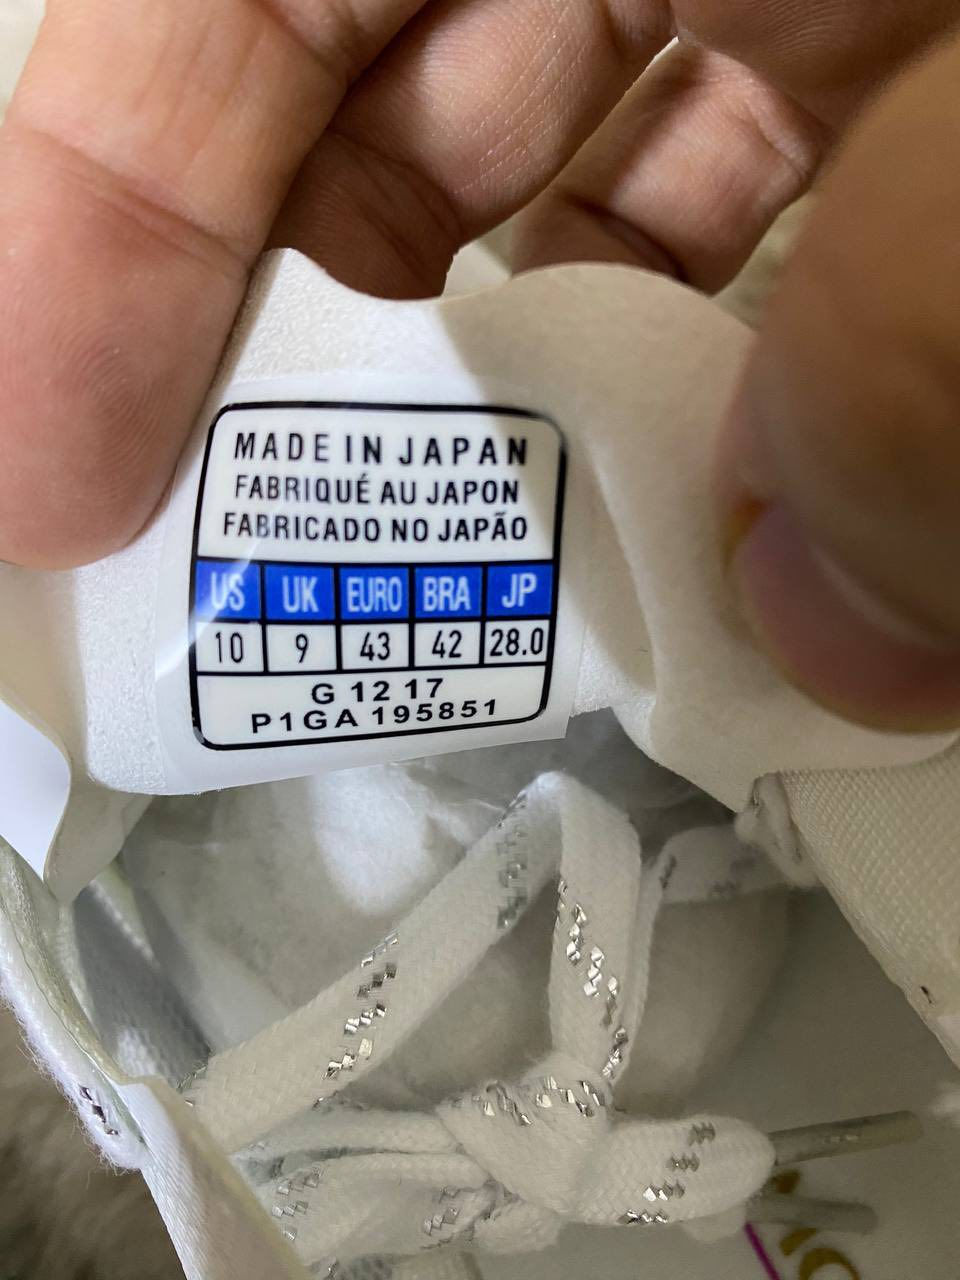 MADE IN JAPAN
FABRIQUÉ AU JAPON
FABRICADO NO JAPÃO
US UK EURO BRA JP
10 9 43 42 28.0
G 12 17
P1GA 195851